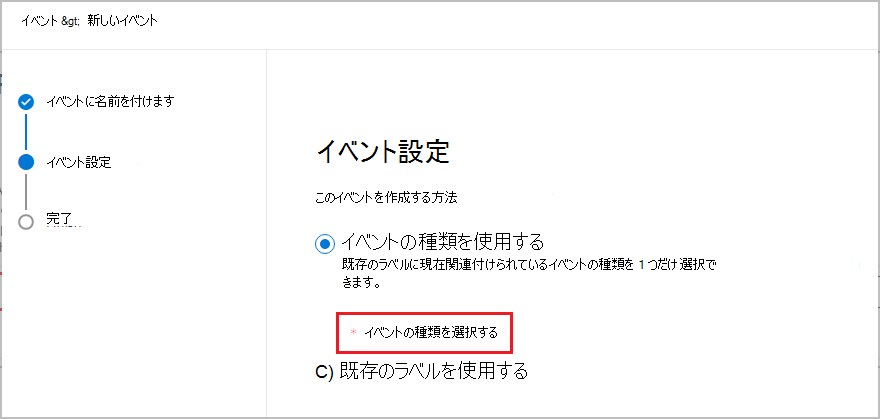 イベント &gt; 新しいイベント
イベントに名前を付けます
イベント設定
完了
イベント設定
このイベントを作成する方法
イベントの種類を使用する
既存のラベルに現在関連付けられているイベントの種類を 1 つだけ選択で
きます。
* イベントの種類を選択する
C) 既存のラベルを使用する